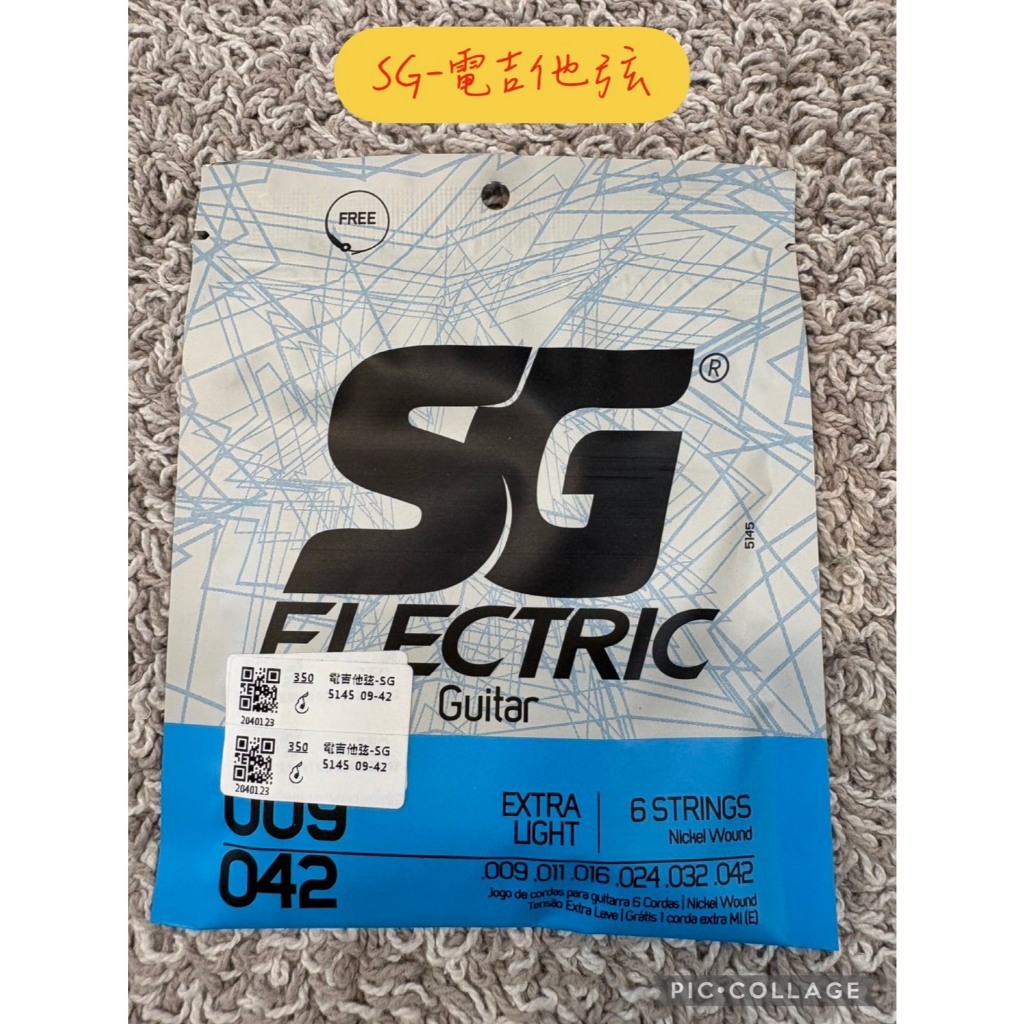 SG-電吉他弦
FREE
SG®
5145
ELECTRIC
Guitar
350 電吉他弦-SG
5145 09-42
2040123
350 電吉他弦-SG
5145 09-42
2040123
009
042
EXTRA
LIGHT
6 STRINGS
Nickel Wound
.009 .011 .016 .024 .032 .042
Jogo de cordas para guitarra 6 Cordas | Nickel Wound
Tensão Extra Leve | Grátis 1 corda extra MI (E)
PIC•COLLAGE